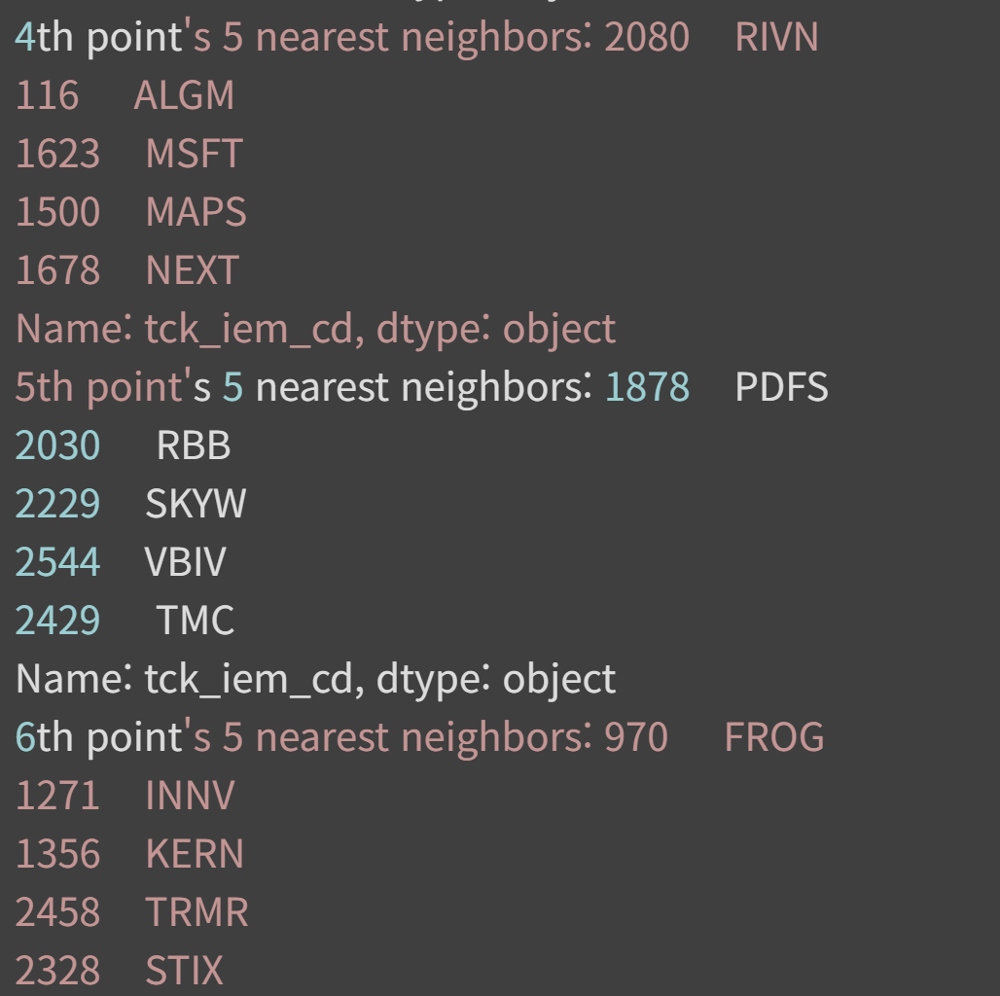 4th point's 5 nearest neighbors: 2080    RIVN
116     ALGM
1623    MSFT
1500    MAPS
1678    NEXT
Name: tck_iem_cd, dtype: object
5th point's 5 nearest neighbors: 1878    PDFS
2030     RBB
2229    SKYW
2544    VBIV
2429     TMC
Name: tck_iem_cd, dtype: object
6th point's 5 nearest neighbors: 970     FROG
1271    INNV
1356    KERN
2458    TRMR
2328    STIX